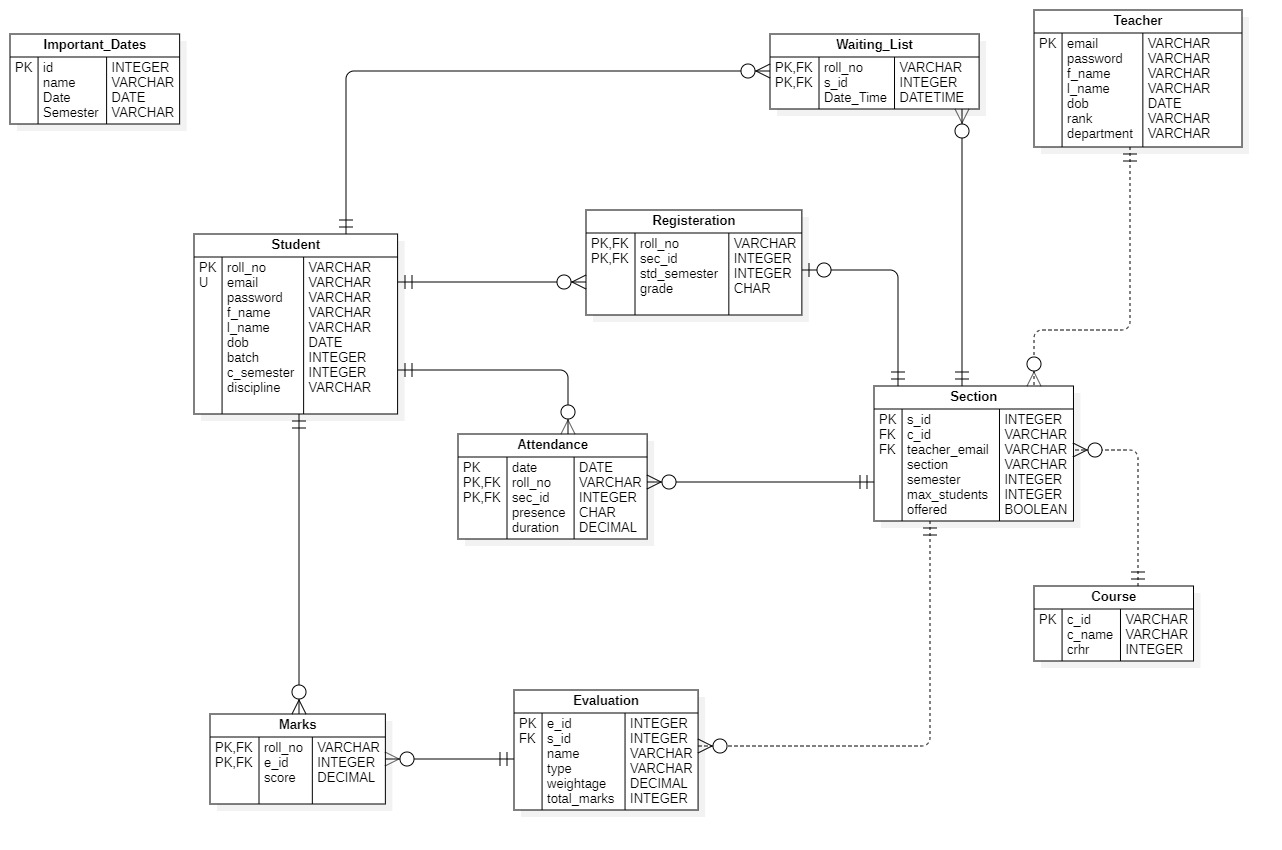 Important_Dates
PK id INTEGER
name VARCHAR
Date DATE
Semester VARCHAR
Waiting_List
PK,FK roll_no VARCHAR
PK,FK s_id INTEGER
Date_Time DATETIME
Teacher
PK email VARCHAR
password VARCHAR
f_name VARCHAR
l_name VARCHAR
dob DATE
rank VARCHAR
department VARCHAR
Student
PK roll_no VARCHAR
U email VARCHAR
password VARCHAR
f_name VARCHAR
l_name VARCHAR
dob DATE
batch INTEGER
c_semester INTEGER
discipline VARCHAR
Registeration
PK,FK roll_no VARCHAR
PK,FK sec_id INTEGER
std_semester INTEGER
grade CHAR
Attendance
PK date DATE
PK,FK roll_no VARCHAR
PK,FK sec_id INTEGER
presence CHAR
duration DECIMAL
Section
PK s_id INTEGER
FK c_id VARCHAR
FK teacher_email VARCHAR
section VARCHAR
semester INTEGER
max_students INTEGER
offered BOOLEAN
Course
PK c_id VARCHAR
c_name VARCHAR
crhr INTEGER
Marks
PK,FK roll_no VARCHAR
PK,FK e_id INTEGER
score DECIMAL
Evaluation
PK e_id INTEGER
FK s_id INTEGER
name VARCHAR
type VARCHAR
weightage DECIMAL
total_marks INTEGER